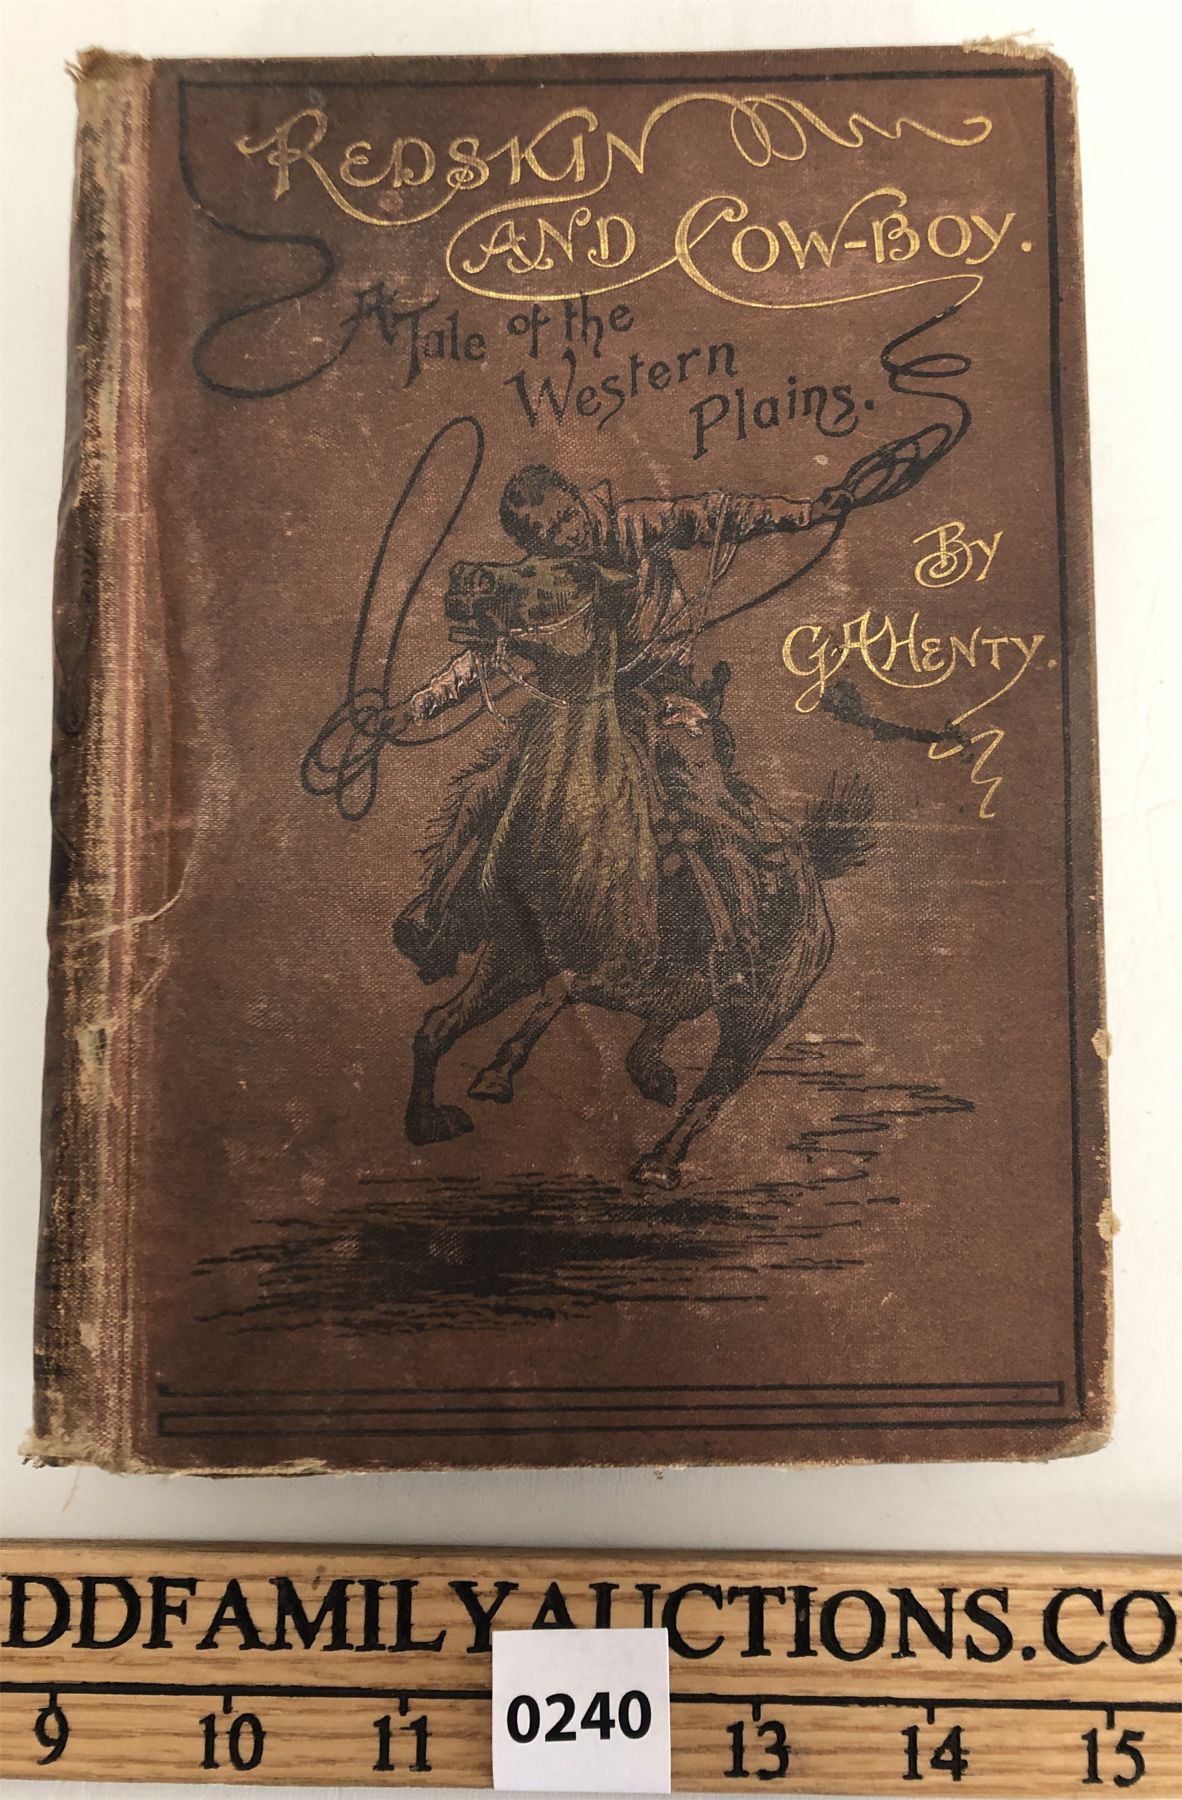 REDSKIN
AND COW-BOY.
A Tale of the
Western
Plains.
BY
G.A HENTY.
DDFAMILYAUCTIONS.CO
9 10 11 13 14 15
0240